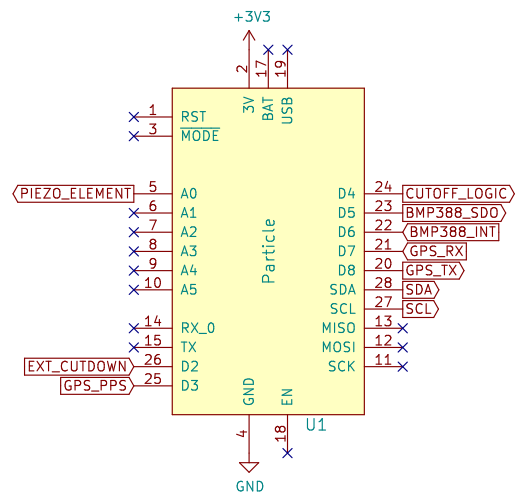 +3V3
2
17
19
3V
BAT
USB
1 RST
3 MODE
PIEZO_ELEMENT 5 A0
D4 24 CUTOFF_LOGIC
6 A1
D5 23 BMP388_SDO
7 A2
D6 22 BMP388_INT
8 A3
D7 21 GPS_RX
9 A4
D8 20 GPS_TX
10 A5
SDA 28 SDA
SCL 27 SCL
Particle
14 RX_0
MISO 13
15 TX
MOSI 12
EXT_CUTDOWN 26 D2
SCK 11
GPS_PPS 25 D3
GND
EN
U1
4
18
GND